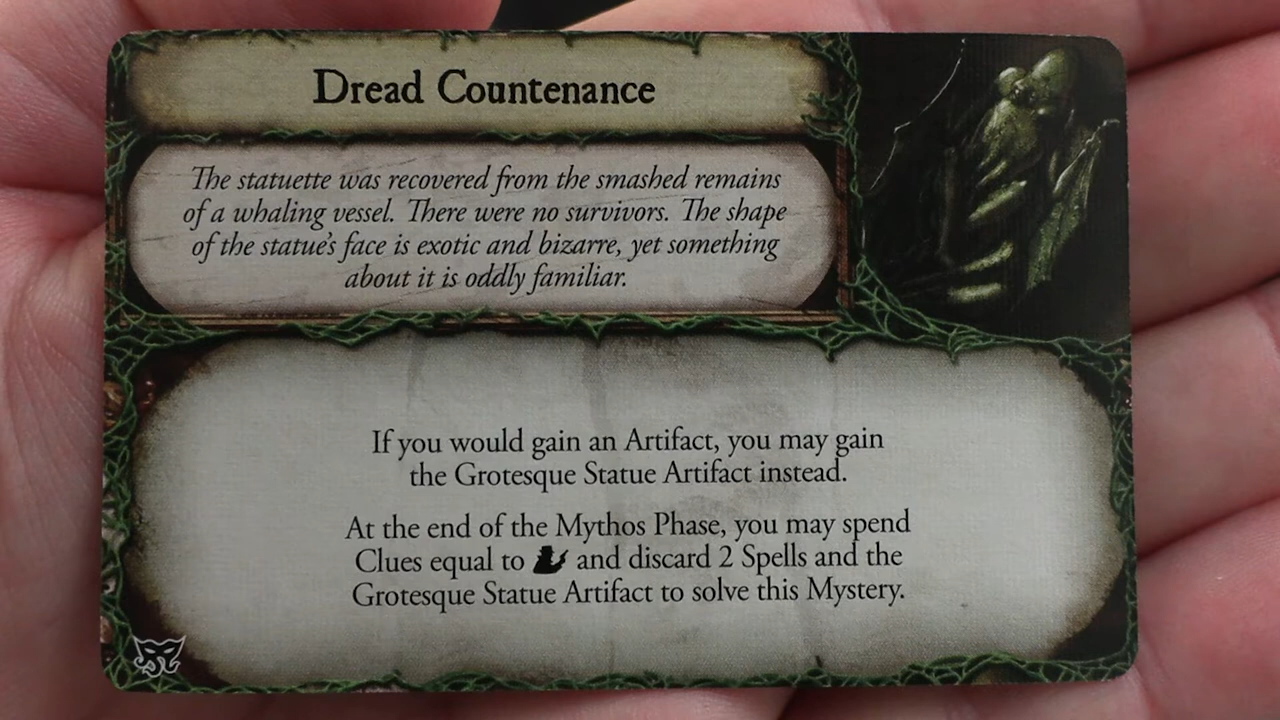 Dread Countenance
The statuette was recovered from the smashed remains
of a whaling vessel. There were no survivors. The shape
of the statue's face is exotic and bizarre, yet something
about it is oddly familiar.
If you would gain an Artifact, you may gain
the Grotesque Statue Artifact instead.
At the end of the Mythos Phase, you may spend
Clues equal to and discard 2 Spells and the
Grotesque Statue Artifact to solve this Mystery.